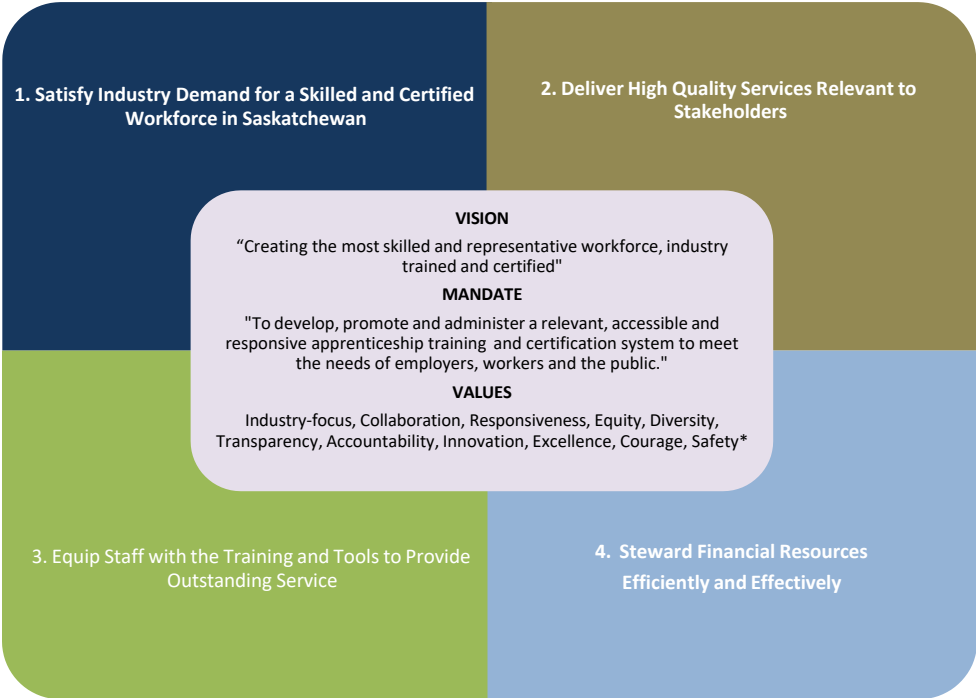 1. Satisfy Industry Demand for a Skilled and Certified
Workforce in Saskatchewan
2. Deliver High Quality Services Relevant to
Stakeholders
VISION
“Creating the most skilled and representative workforce, industry
trained and certified"
MANDATE
"To develop, promote and administer a relevant, accessible and
responsive apprenticeship training and certification system to meet
the needs of employers, workers and the public."
VALUES
Industry-focus, Collaboration, Responsiveness, Equity, Diversity,
Transparency, Accountability, Innovation, Excellence, Courage, Safety*
3. Equip Staff with the Training and Tools to Provide
Outstanding Service
4. Steward Financial Resources
Efficiently and Effectively